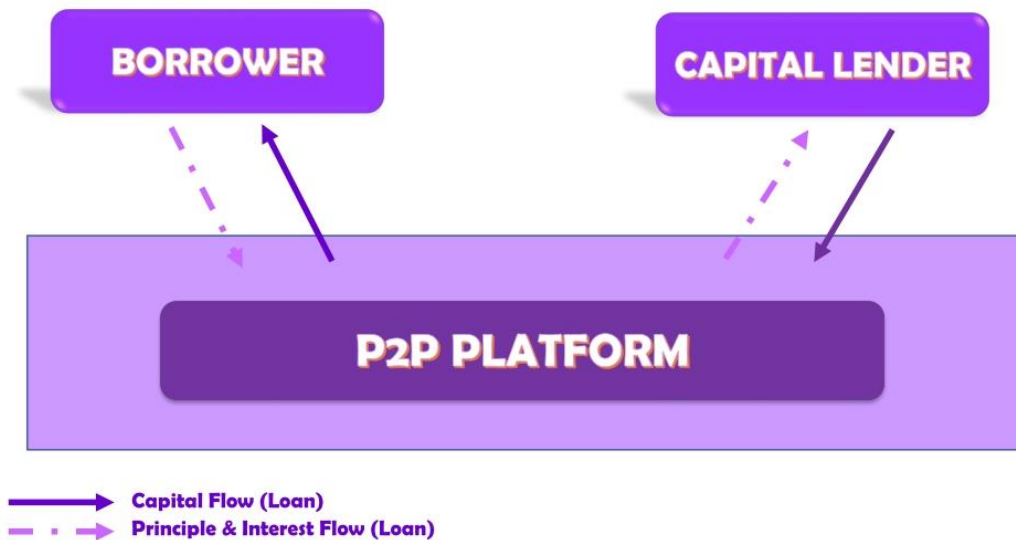 BORROWER
CAPITAL LENDER
P2P PLATFORM
Capital Flow (Loan)
Principle & Interest Flow (Loan)